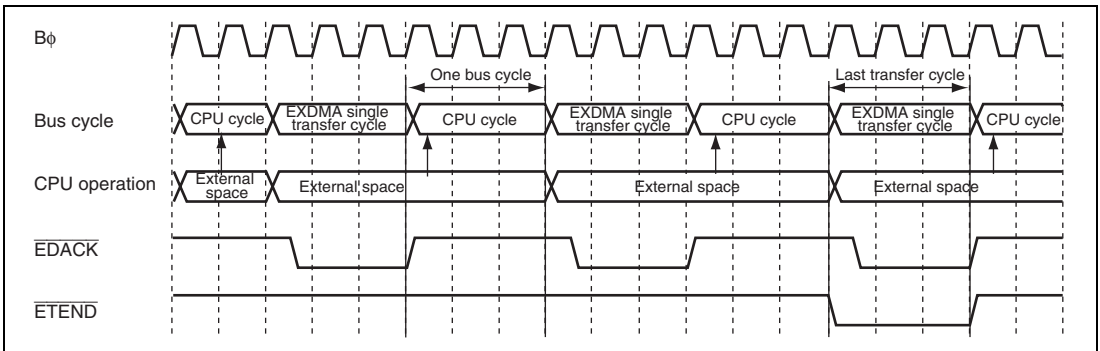 Bϕ
One bus cycle
Last transfer cycle
Bus cycle
CPU cycle
EXDMA single
transfer cycle
CPU cycle
EXDMA single
transfer cycle
CPU cycle
EXDMA single
transfer cycle
CPU cycle
CPU operation
External
space
External space
External space
External space
EDACK
ETEND